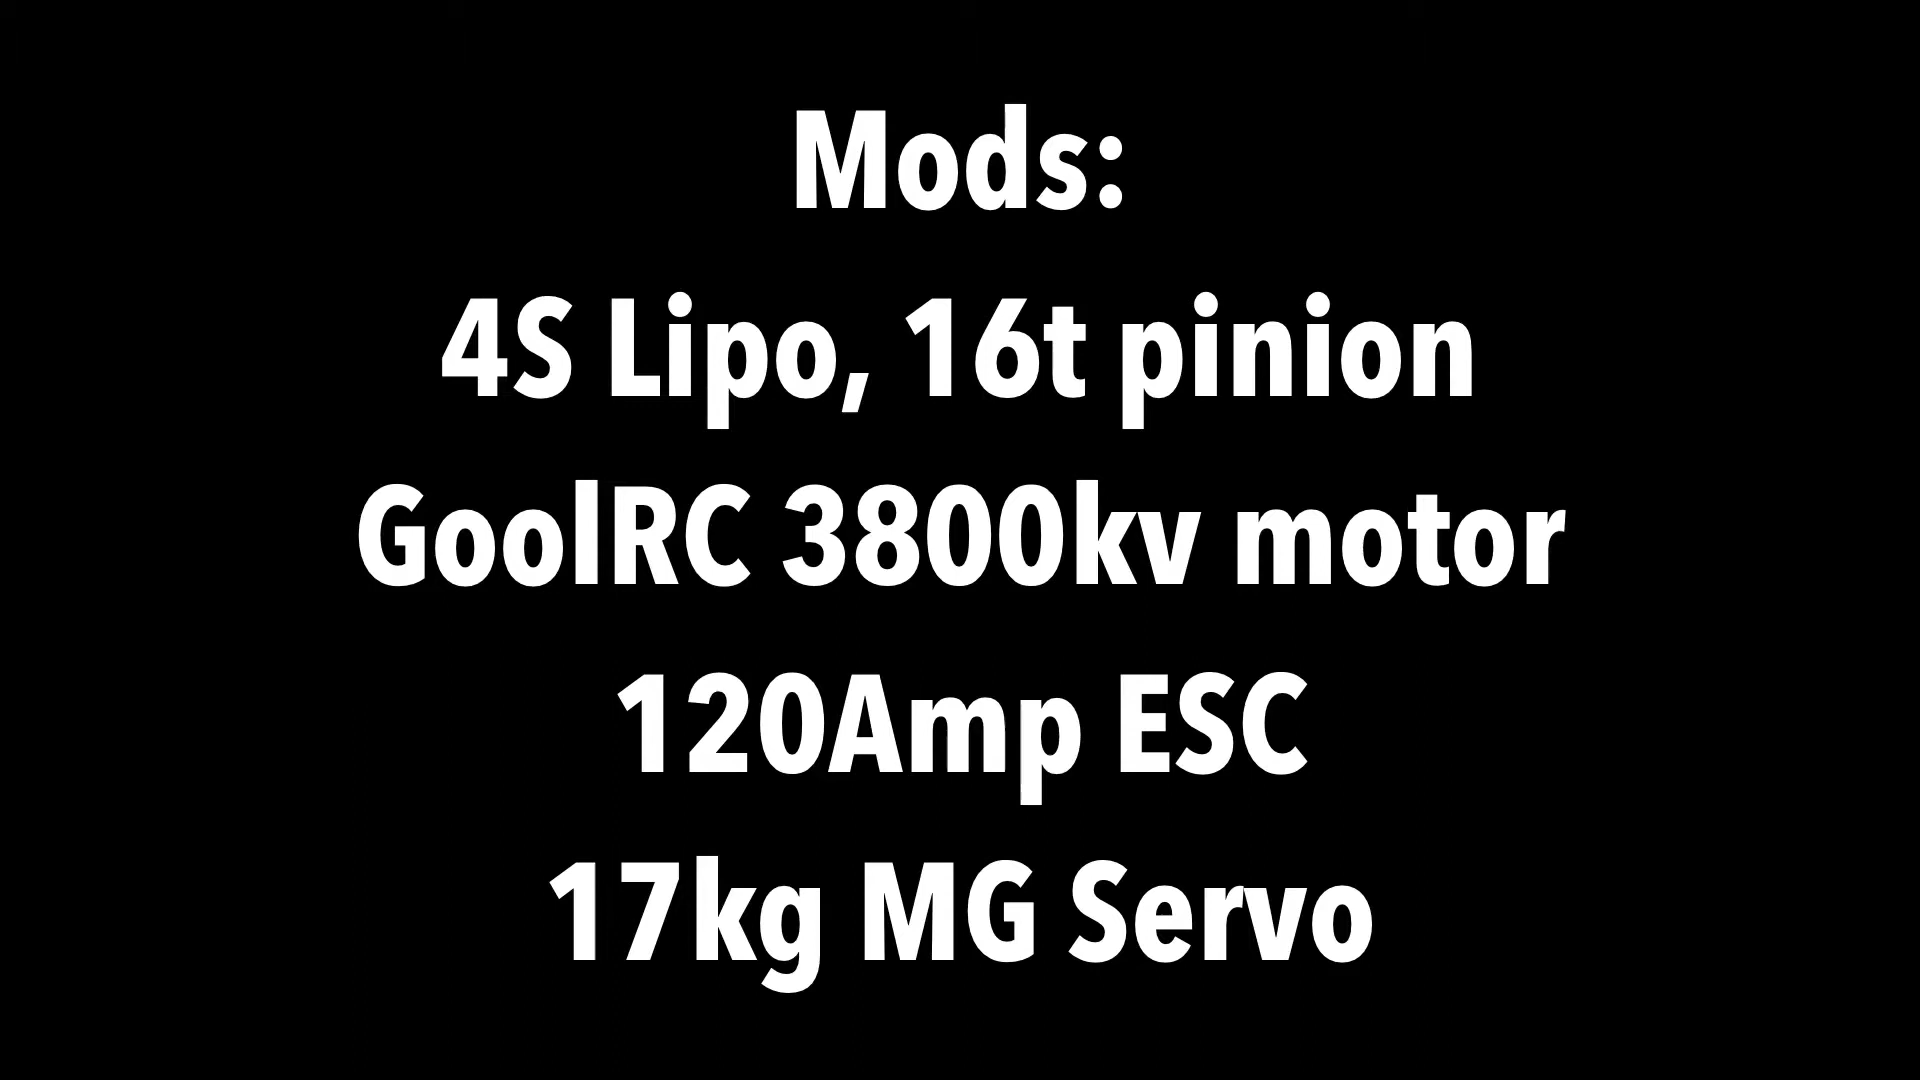 Mods:
4S Lipo, 16t pinion
GoolRC 3800kv motor
120Amp ESC
17kg MG Servo